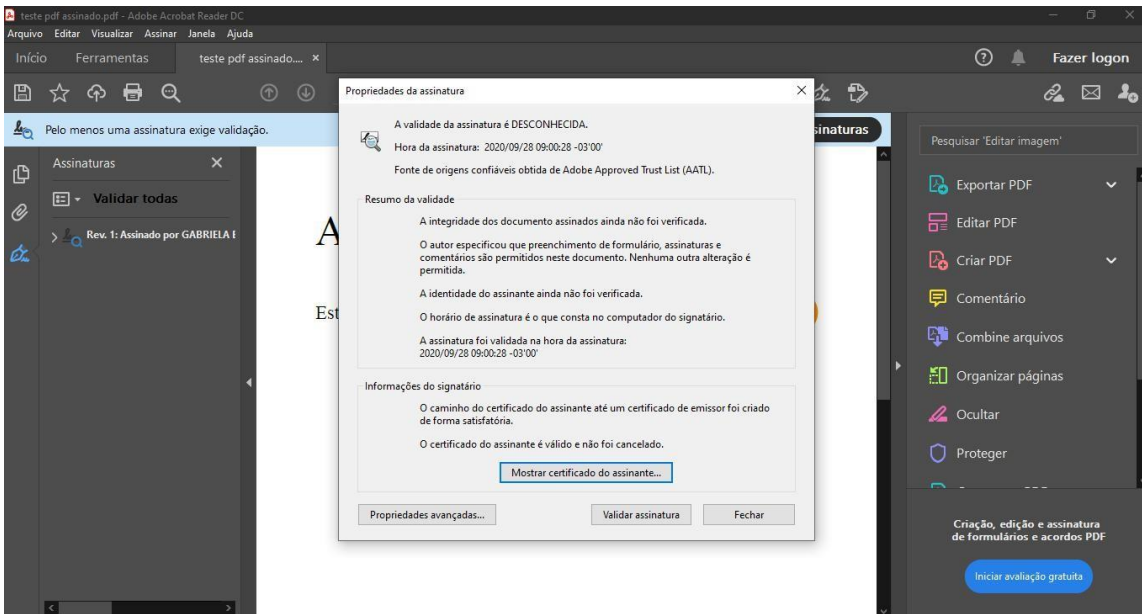 teste pdf assinado.pdf - Adobe Acrobat Reader DC
Arquivo Editar Visualizar Assinar Janela Ajuda
Início Ferramentas teste pdf assinado.... × Fazer logon
Propriedades da assinatura
Pelo menos uma assinatura exige validação.
sinaturas
Assinaturas
Validar todas
Rev. 1: Assinado por GABRIELA
A
Est
A validade da assinatura é DESCONHECIDA.
Hora da assinatura: 2020/09/28 09:00:28 -03'00'
Fonte de origens confiáveis obtida de Adobe Approved Trust List (AATL).
Resumo da validade
A integridade dos documento assinados ainda não foi verificada.
O autor especificou que preenchimento de formulário, assinaturas e
comentários são permitidos neste documento. Nenhuma outra alteração é
permitida.
A identidade do assinante ainda não foi verificada.
O horário de assinatura é o que consta no computador do signatário.
A assinatura foi validada na hora da assinatura:
2020/09/28 09:00:28 -03'00'
Informações do signatário
O caminho do certificado do assinante até um certificado de emissor foi criado
de forma satisfatória.
O certificado do assinante é válido e não foi cancelado.
Mostrar certificado do assinante...
Propriedades avançadas... Validar assinatura Fechar
Pesquisar 'Editar imagem'
Exportar PDF
Editar PDF
Criar PDF
Comentário
Combine arquivos
Organizar páginas
Ocultar
Proteger
Criação, edição e assinatura
de formulários e acordos PDF
Iniciar avaliação gratuita